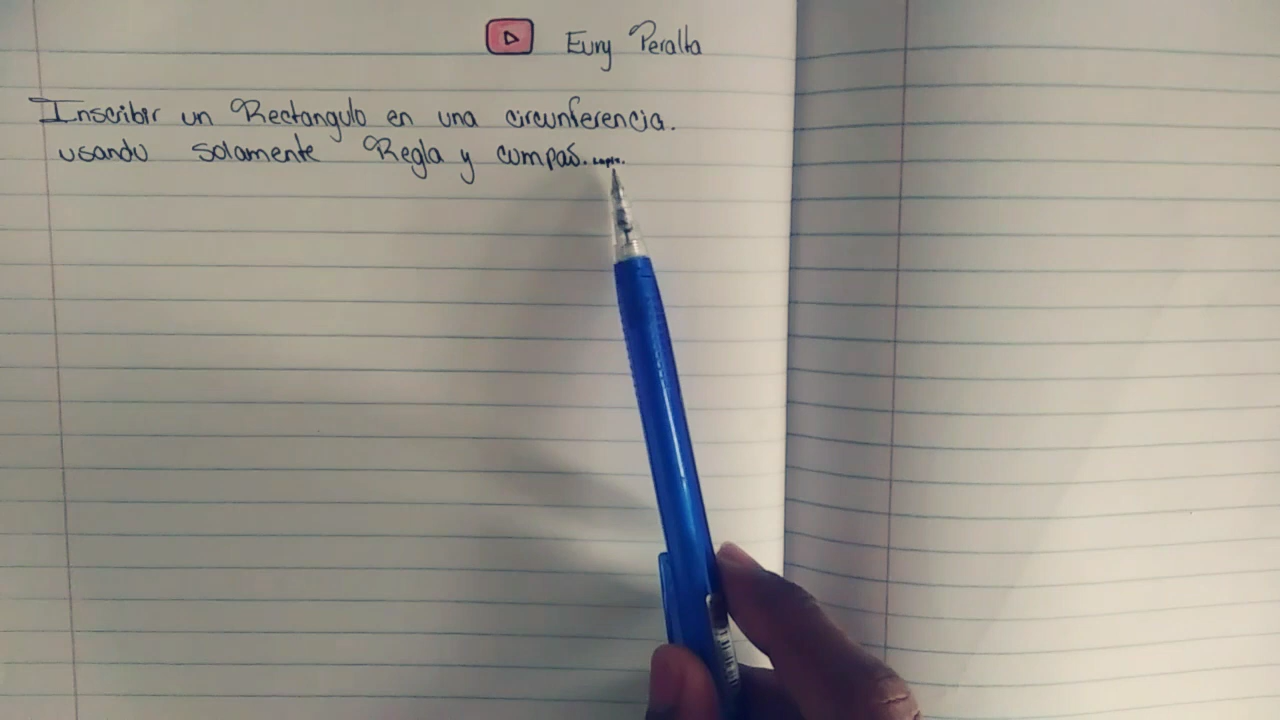 Eury Peralta
Inscribir un Rectangulo en una circunferencia.
usando solamente Regla y compas.